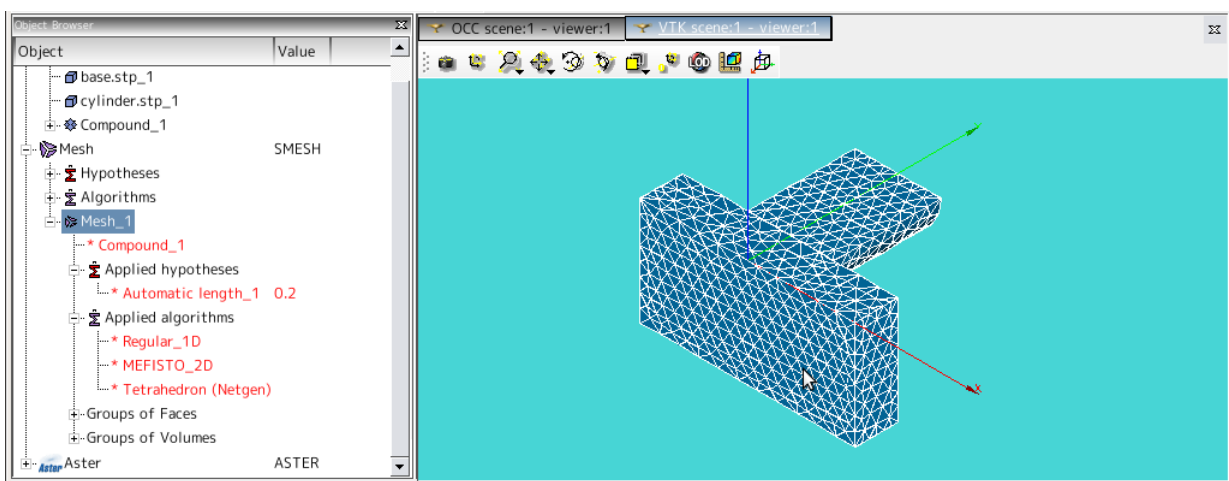 Object Browser
Object Value
base.stp_1
cylinder.stp_1
Compound_1
Mesh SMESH
Hypotheses
Algorithms
Mesh_1
* Compound_1
Applied hypotheses
* Automatic length_1 0.2
Applied algorithms
* Regular_1D
* MEFISTO_2D
* Tetrahedron (Netgen)
Groups of Faces
Groups of Volumes
Aster Aster ASTER
OCC scene:1 - viewer:1 VTK scene:1 - viewer:1
LOD
Y
X